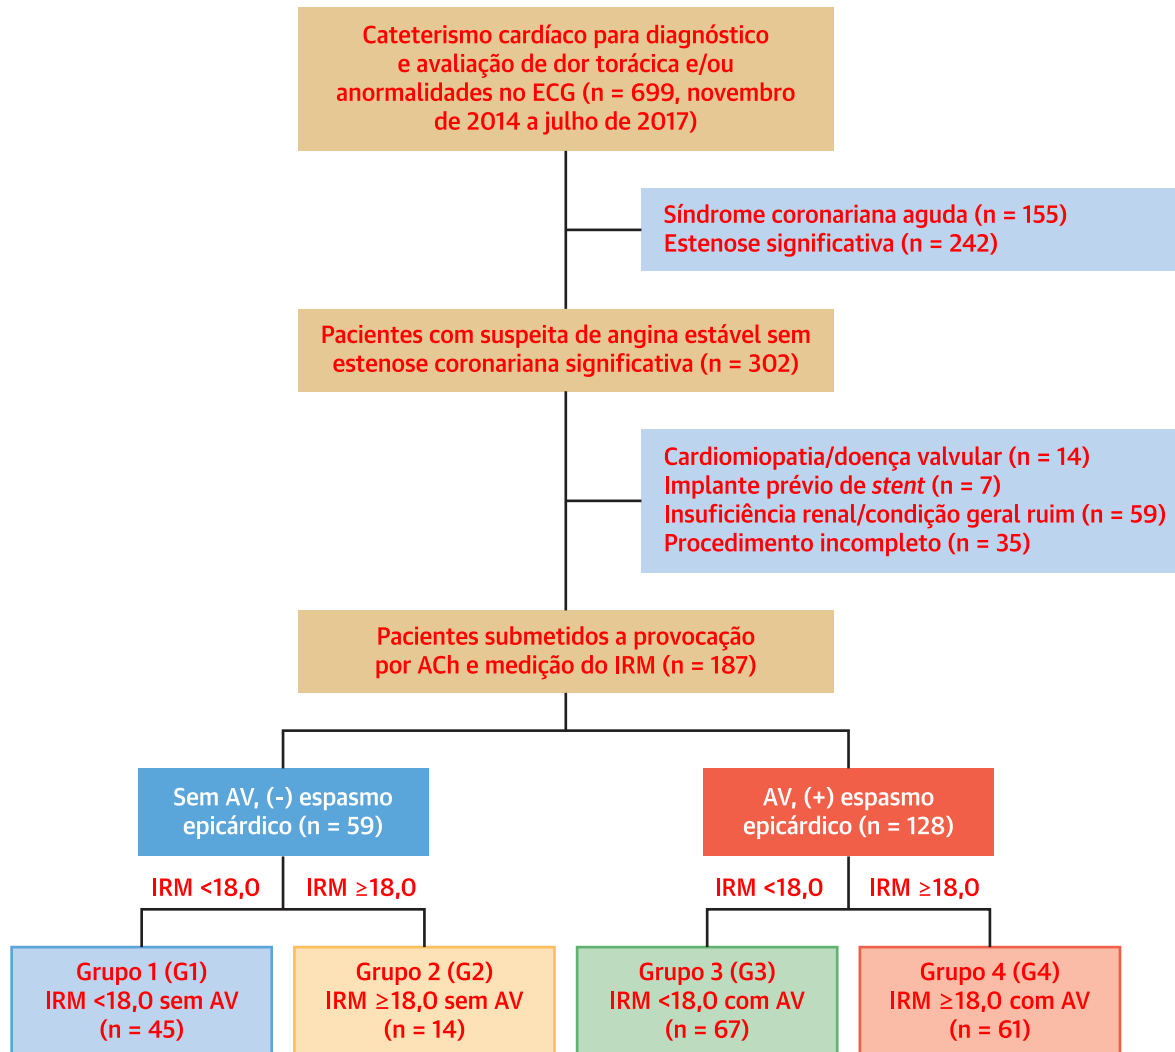 Cateterismo cardíaco para diagnóstico
e avaliação de dor torácica e/ou
anormalidades no ECG (n = 699, novembro
de 2014 a julho de 2017)
Síndrome coronariana aguda (n = 155)
Estenose significativa (n = 242)
Pacientes com suspeita de angina estável sem
estenose coronariana significativa (n = 302)
Cardiomiopatia/doença valvular (n = 14)
Implante prévio de stent (n = 7)
Insuficiência renal/condição geral ruim (n = 59)
Procedimento incompleto (n = 35)
Pacientes submetidos a provocação
por ACh e medição do IRM (n = 187)
Sem AV, (-) espasmo
epicárdico (n = 59)
AV, (+) espasmo
epicárdico (n = 128)
IRM <18,0
IRM ≥18,0
IRM <18,0
IRM ≥18,0
Grupo 1 (G1)
IRM <18,0 sem AV
(n = 45)
Grupo 2 (G2)
IRM ≥18,0 sem AV
(n = 14)
Grupo 3 (G3)
IRM <18,0 com AV
(n = 67)
Grupo 4 (G4)
IRM ≥18,0 com AV
(n = 61)